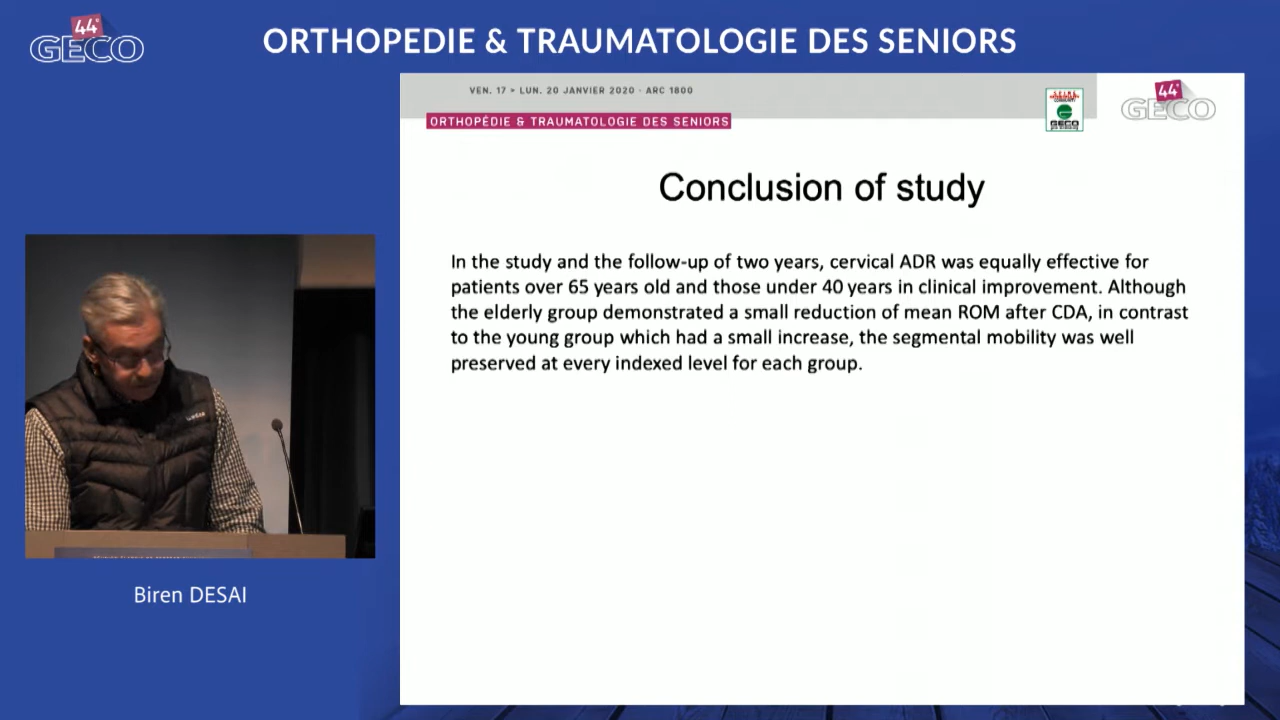 44e
GECO
ORTHOPEDIE & TRAUMATOLOGIE DES SENIORS
VEN. 17 > LUN. 20 JANVIER 2020 · ARC 1800
ORTHOPÉDIE & TRAUMATOLOGIE DES SENIORS
GECO
44e
GECO
Conclusion of study
In the study and the follow-up of two years, cervical ADR was equally effective for
patients over 65 years old and those under 40 years in clinical improvement. Although
the elderly group demonstrated a small reduction of mean ROM after CDA, in contrast
to the young group which had a small increase, the segmental mobility was well
preserved at every indexed level for each group.
Biren DESAI